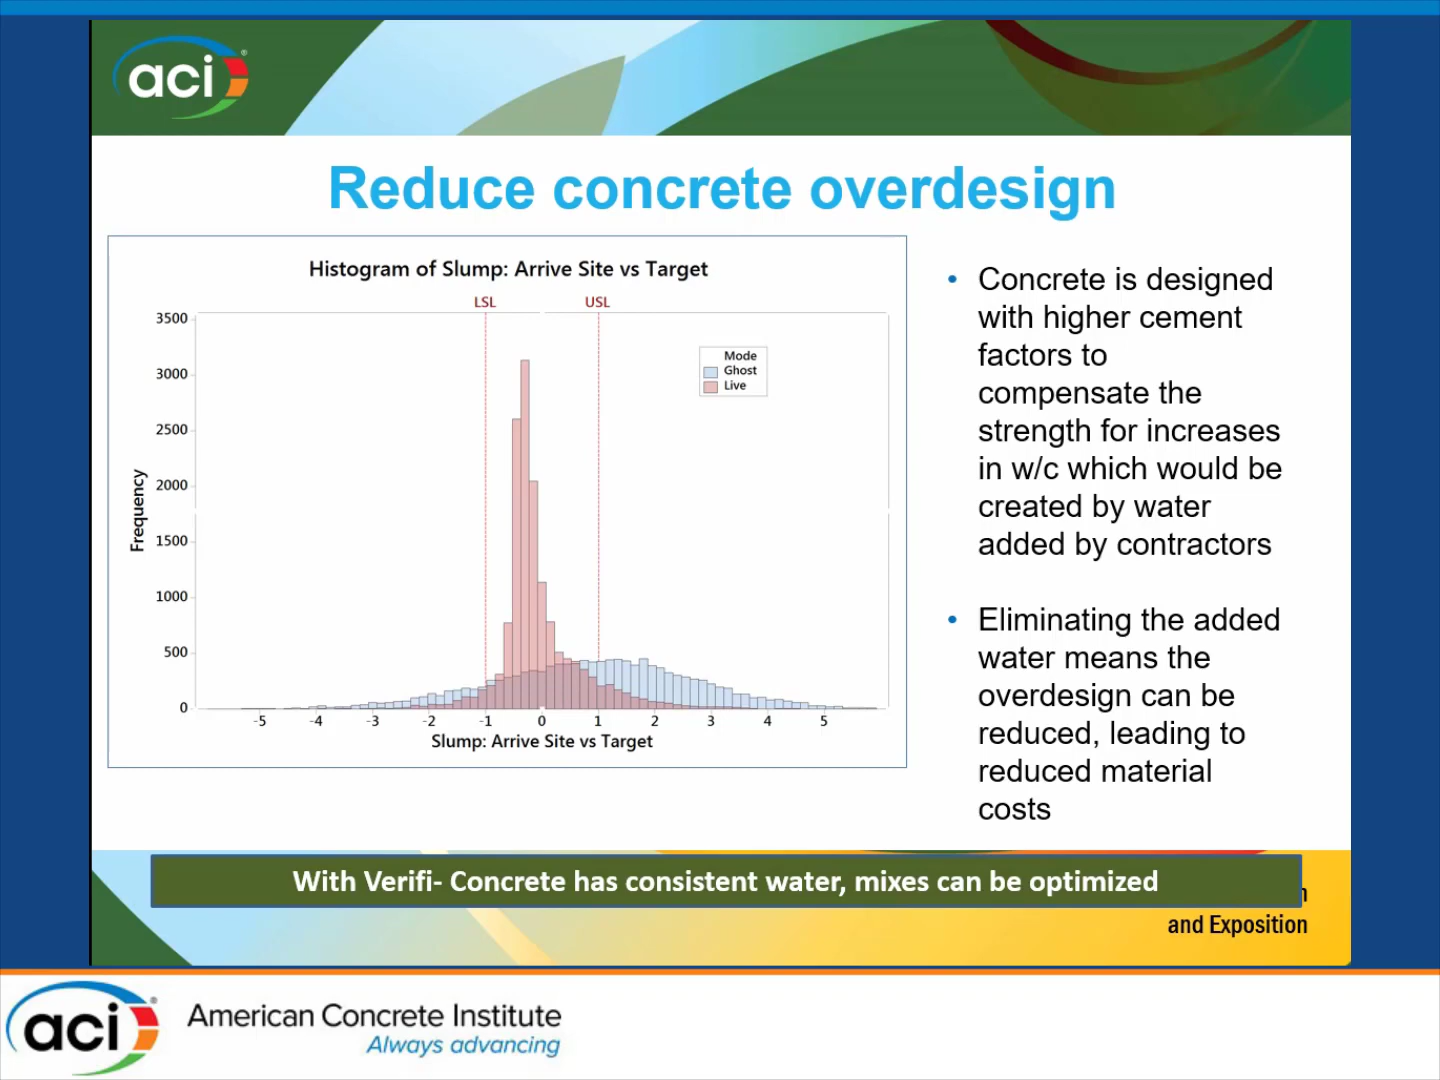 aci®
Reduce concrete overdesign
Histogram of Slump: Arrive Site vs Target
LSL
USL
3500
3000
2500
2000
1500
1000
500
0
Frequency
Mode
Ghost
Live
-5
-4
-3
-2
-1
0
1
2
3
4
5
Slump: Arrive Site vs Target
• Concrete is designed
with higher cement
factors to
compensate the
strength for increases
in w/c which would be
created by water
added by contractors
• Eliminating the added
water means the
overdesign can be
reduced, leading to
reduced material
costs
With Verifi- Concrete has consistent water, mixes can be optimized
and Exposition
aci®
American Concrete Institute
Always advancing